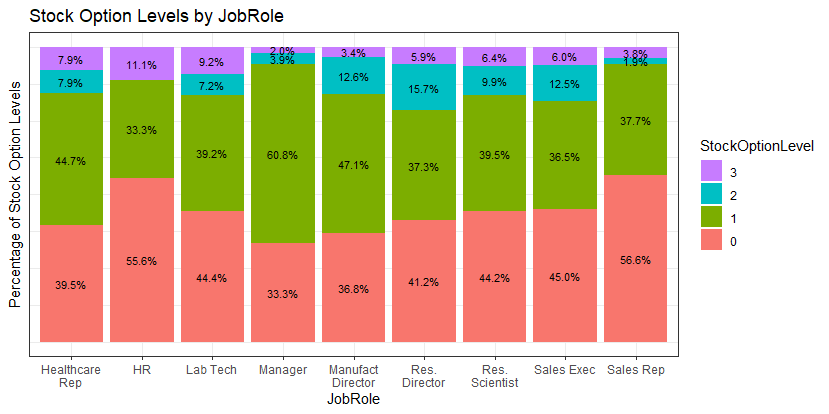 Stock Option Levels by JobRole
Percentage of Stock Option Levels
7.9% 11.1% 9.2% 2.0% 3.4% 5.9% 6.4% 6.0% 3.8%
7.9% 7.2% 3.9% 12.6% 15.7% 9.9% 12.5% 1.9%
44.7% 33.3% 39.2% 60.8% 47.1% 37.3% 39.5% 36.5% 37.7%
39.5% 55.6% 44.4% 33.3% 36.8% 41.2% 44.2% 45.0% 56.6%
Healthcare Rep
HR
Lab Tech
Manager
Manufact Director
Res. Director
Res. Scientist
Sales Exec
Sales Rep
JobRole
StockOptionLevel
3
2
1
0